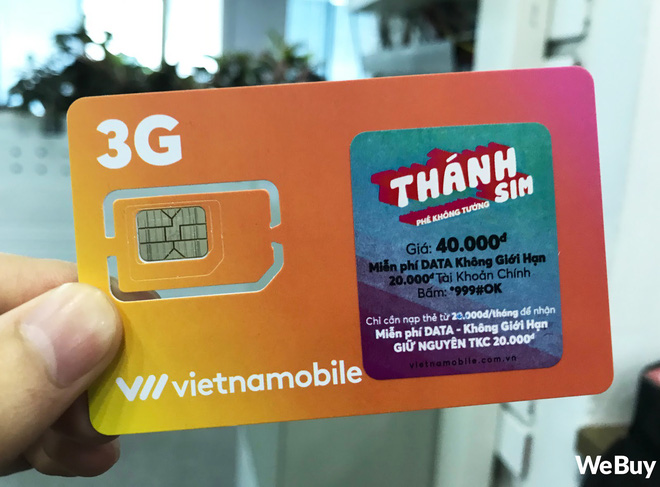 3G
THÁNH
SIM
PHÊ KHÔNG TƯỞNG
Giá: 40.000đ
Miễn phí DATA Không Giới Hạn
20.000đ Tài Khoản Chính
Bấm: *999#OK
Chỉ cần nạp thẻ từ 20.000đ/tháng để nhận
Miễn phí DATA - Không Giới Hạn
GIỮ NGUYÊN TKC 20.000đ
vietnamobile.com.vn
vietnamobile
WeBuy